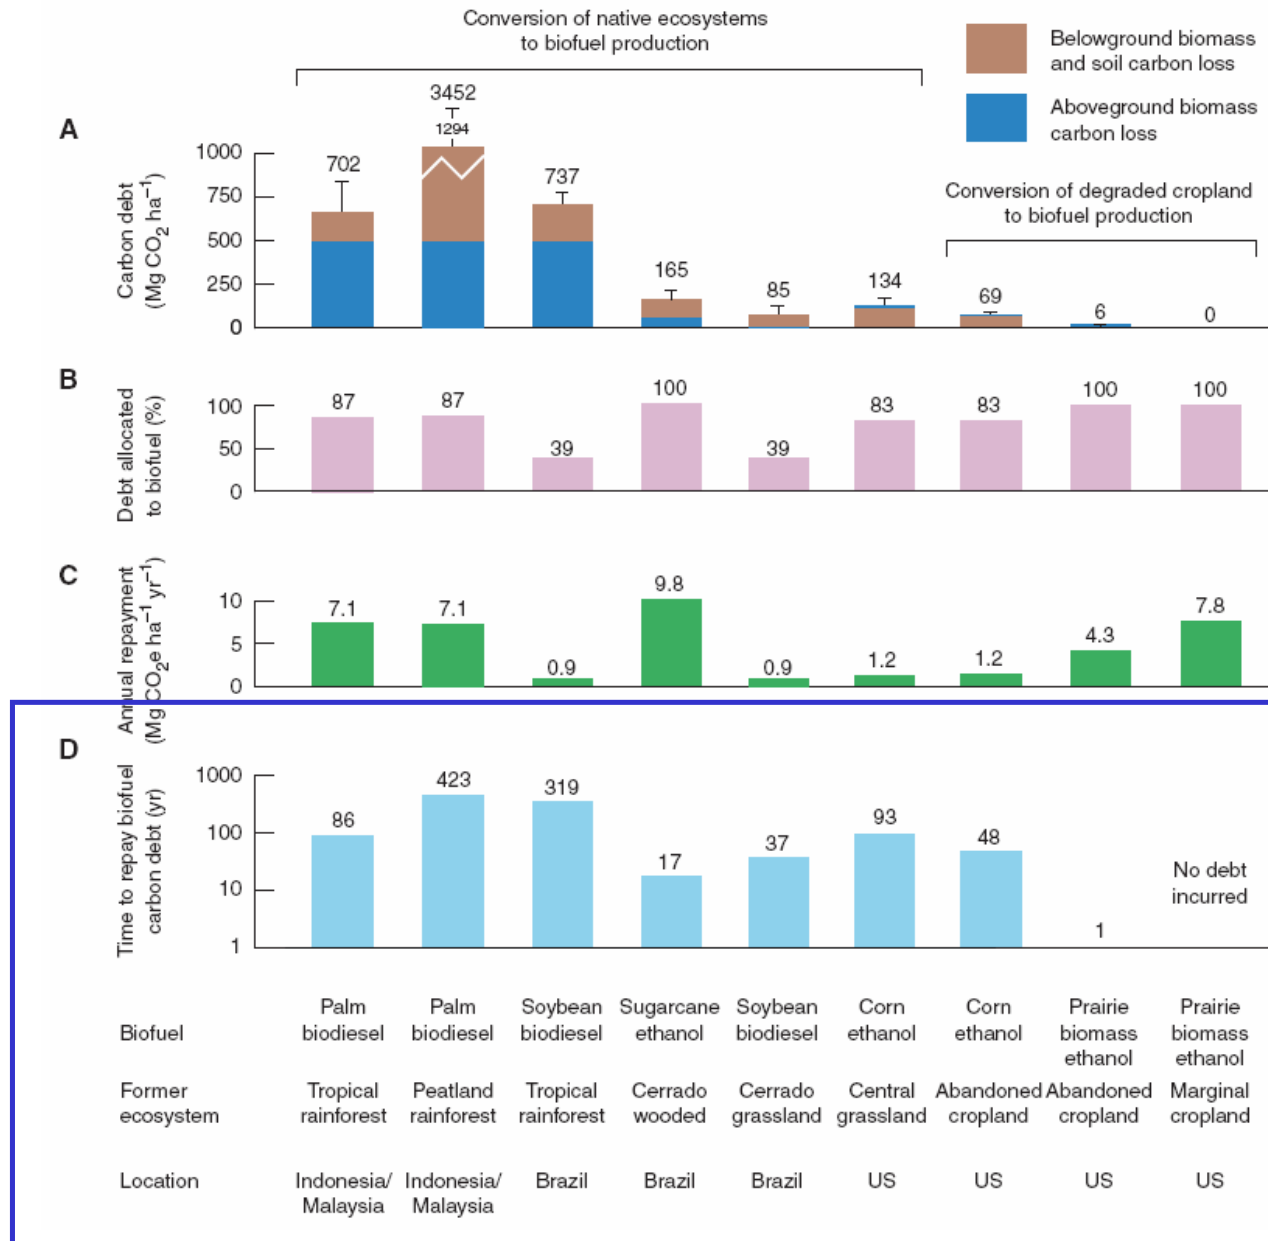 Conversion of native ecosystems
to biofuel production
Belowground biomass
and soil carbon loss
Aboveground biomass
carbon loss
Conversion of degraded cropland
to biofuel production
A
Carbon debt
(Mg CO2 ha−1)
1000
750
500
250
0
702
3452
1294
737
165
85
134
69
6
0
B
Debt allocated
to biofuel (%)
100
50
0
87
87
39
100
39
83
83
100
100
C
Annual repayment
(Mg CO2e ha−1 yr−1)
10
5
0
7.1
7.1
0.9
9.8
0.9
1.2
1.2
4.3
7.8
D
Time to repay biofuel
carbon debt (yr)
1000
100
10
1
86
423
319
17
37
93
48
1
No debt
incurred
Biofuel
Palm
biodiesel
Palm
biodiesel
Soybean
biodiesel
Sugarcane
ethanol
Soybean
biodiesel
Corn
ethanol
Corn
ethanol
Prairie
biomass
ethanol
Prairie
biomass
ethanol
Former
ecosystem
Tropical
rainforest
Peatland
rainforest
Tropical
rainforest
Cerrado
wooded
Cerrado
grassland
Central
grassland
Abandoned
cropland
Abandoned
cropland
Marginal
cropland
Location
Indonesia/
Malaysia
Indonesia/
Malaysia
Brazil
Brazil
Brazil
US
US
US
US